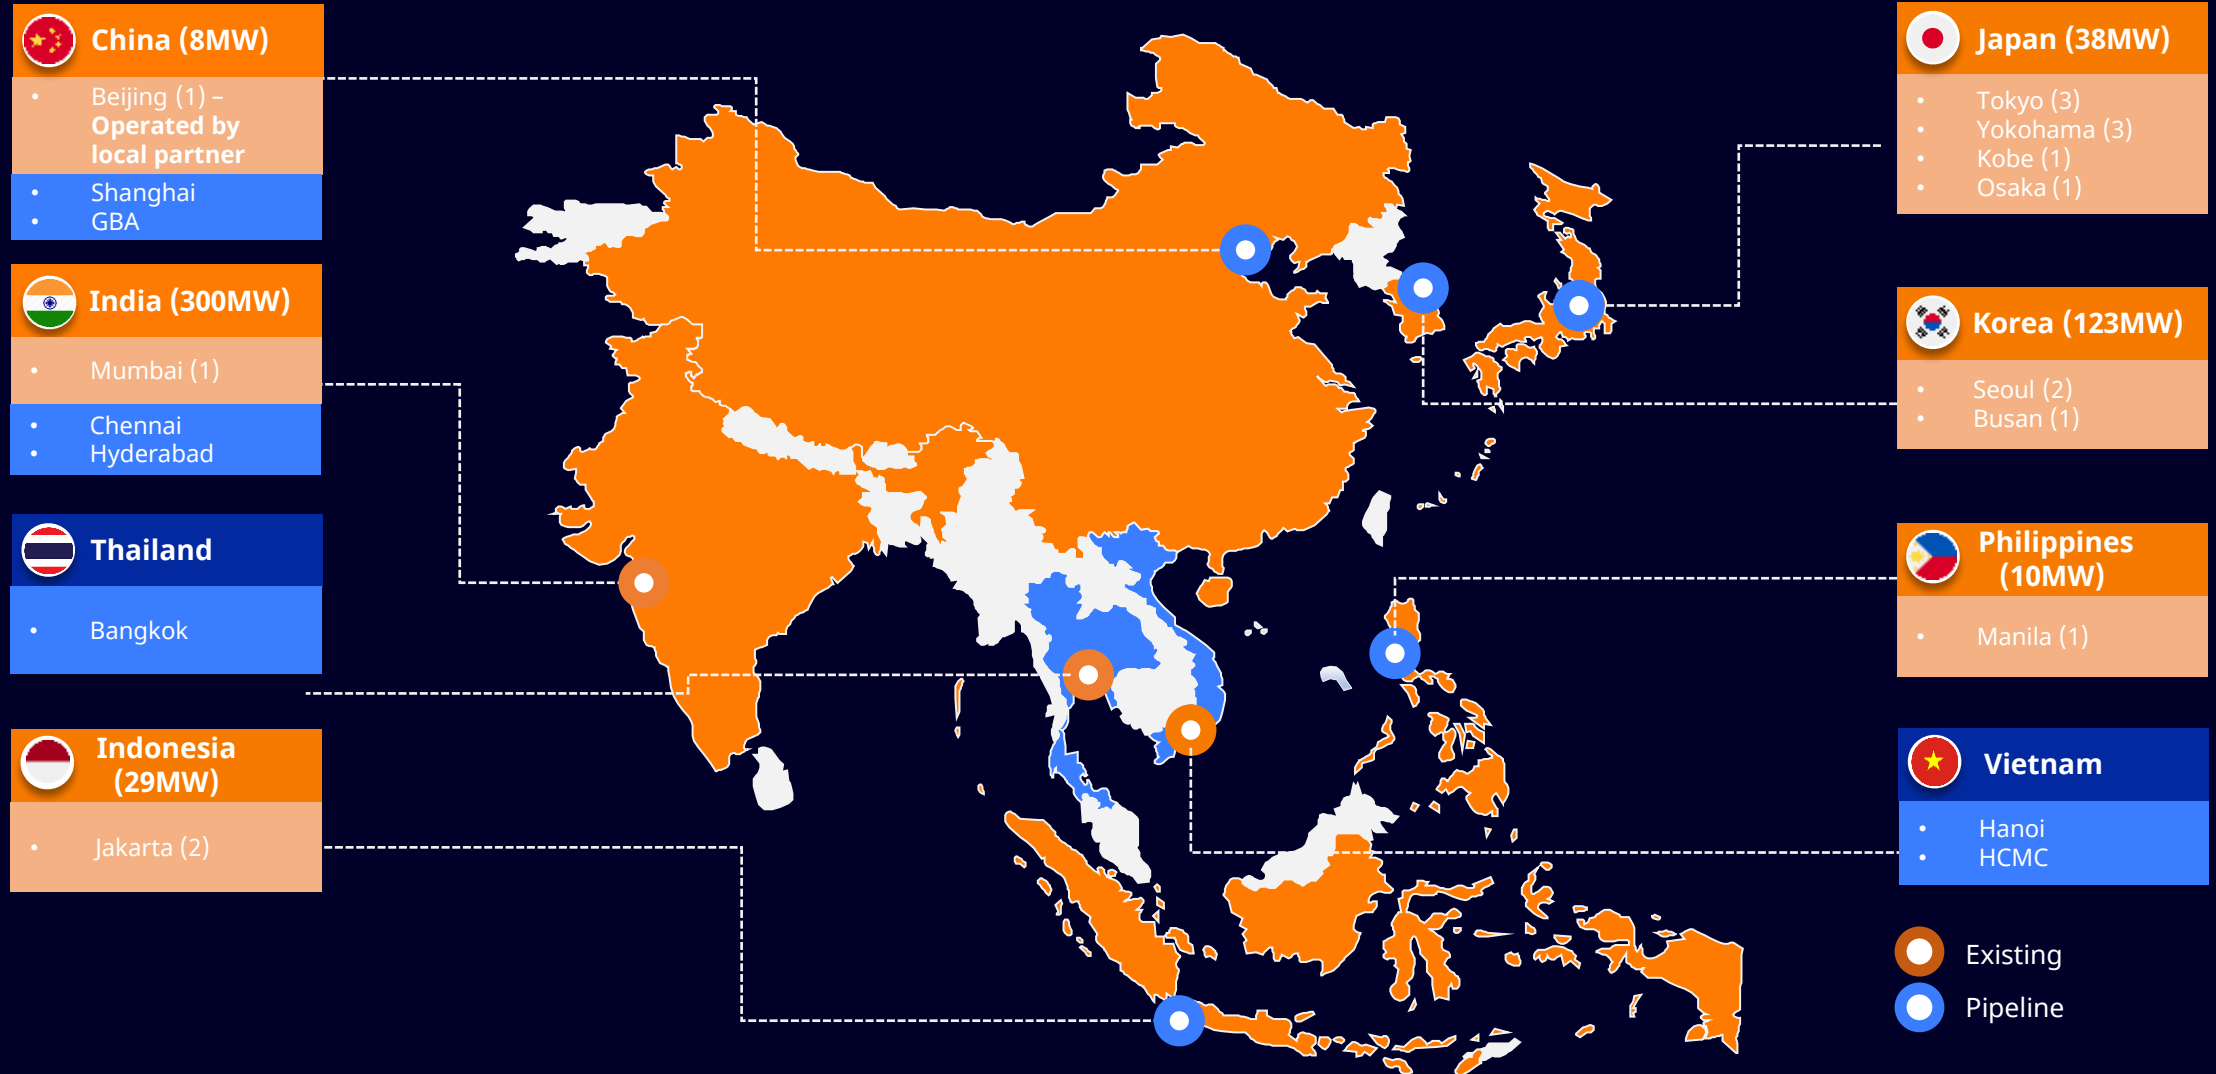 China (8MW)
• Beijing (1) –
Operated by
local partner
• Shanghai
• GBA
India (300MW)
• Mumbai (1)
• Chennai
• Hyderabad
Thailand
• Bangkok
Indonesia
(29MW)
• Jakarta (2)
Japan (38MW)
• Tokyo (3)
• Yokohama (3)
• Kobe (1)
• Osaka (1)
Korea (123MW)
• Seoul (2)
• Busan (1)
Philippines
(10MW)
• Manila (1)
Vietnam
• Hanoi
• HCMC
Existing
Pipeline